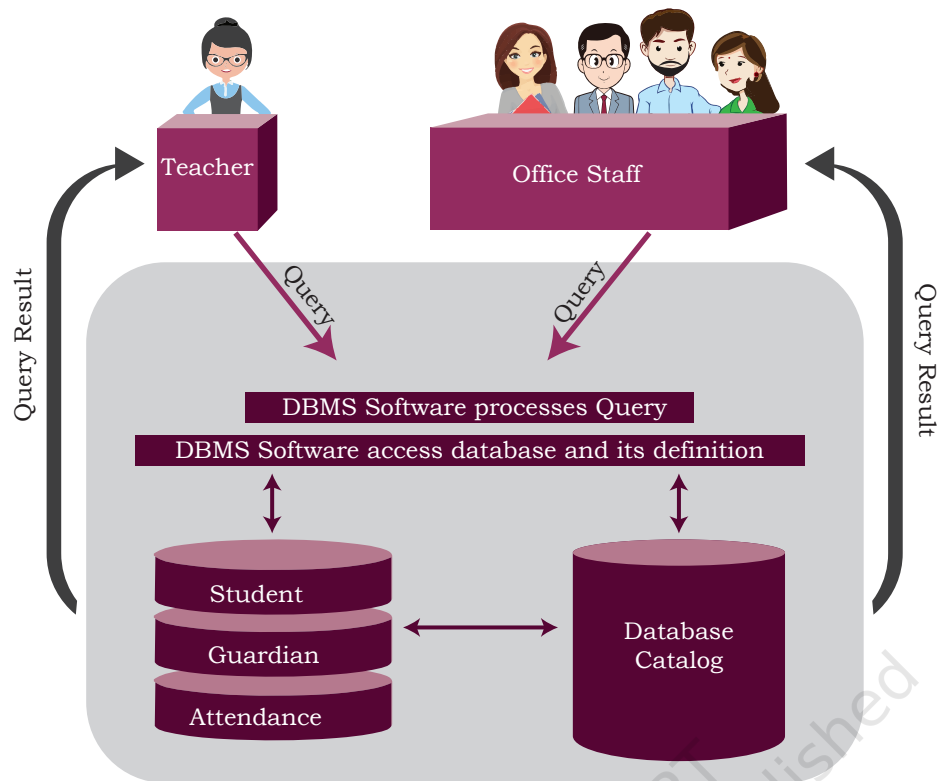 Teacher
Office Staff
Query Result
Query
Query
Query Result
DBMS Software processes Query
DBMS Software access database and its definition
Student
Guardian
Attendance
Database
Catalog